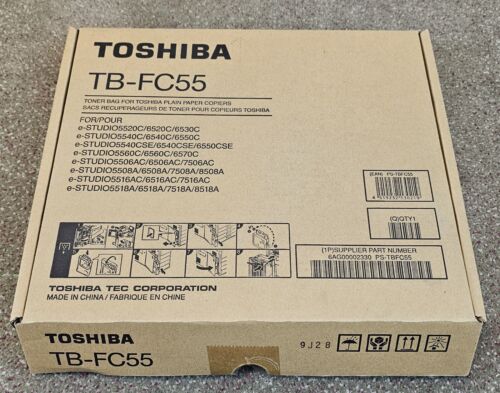 TOSHIBA
TB-FC55
TONER BAG FOR TOSHIBA PLAIN PAPER COPIERS
SACS RECUPERAGEURS DE TONER POUR COPIEURS TOSHIBA
FOR/POUR
e-STUDIO5520C/6520C/6530C
e-STUDIO5540C/6540C/6550C
e-STUDIO5540CSE/6540CSE/6550CSE
e-STUDIO5560C/6560C/6570C
e-STUDIO5506AC/6506AC/7506AC
e-STUDIO5508A/6508A/7508A/8508A
e-STUDIO5516AC/6516AC/7516AC
e-STUDIO5518A/6518A/7518A/8518A
(EAN) PS-TBFC55
(Q)QTY1
(1P)SUPPLIER PART NUMBER
6AG00002330 PS-TBFC55
TOSHIBA TEC CORPORATION
MADE IN CHINA / FABRIQUE EN CHINE
TOSHIBA
TB-FC55
9J28